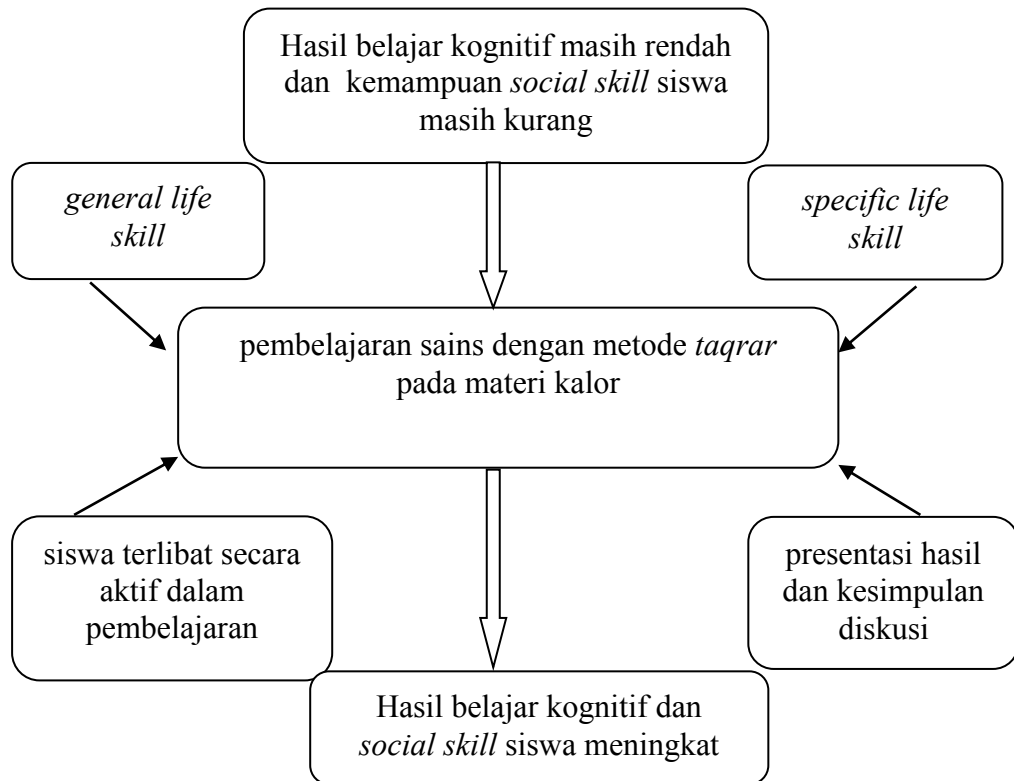 Hasil belajar kognitif masih rendah
dan kemampuan social skill siswa
masih kurang
general life
skill
specific life
skill
pembelajaran sains dengan metode taqrar
pada materi kalor
siswa terlibat secara
aktif dalam
pembelajaran
presentasi hasil
dan kesimpulan
diskusi
Hasil belajar kognitif dan
social skill siswa meningkat